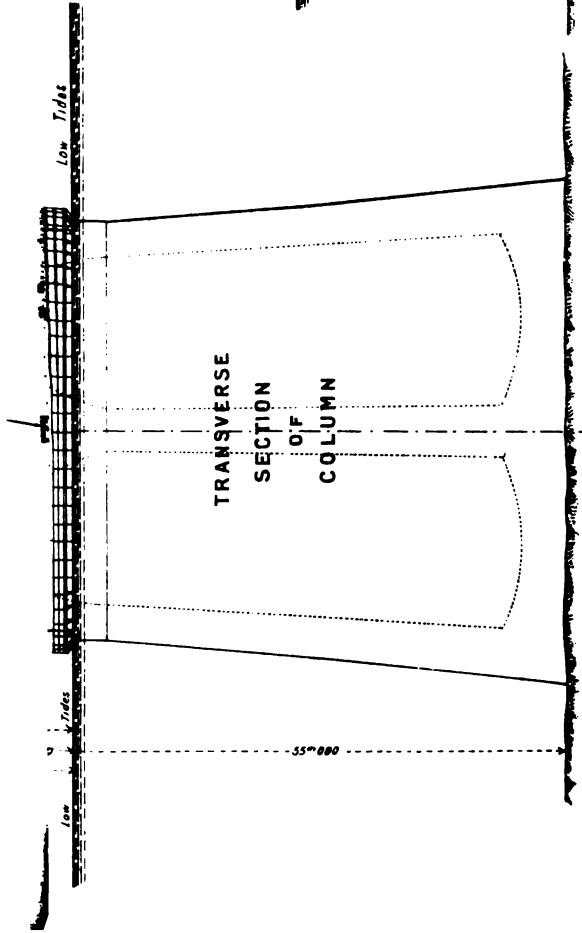 Low Tides
TRANSVERSE
SECTION
OF
COLUMN
Low Tides
55m000